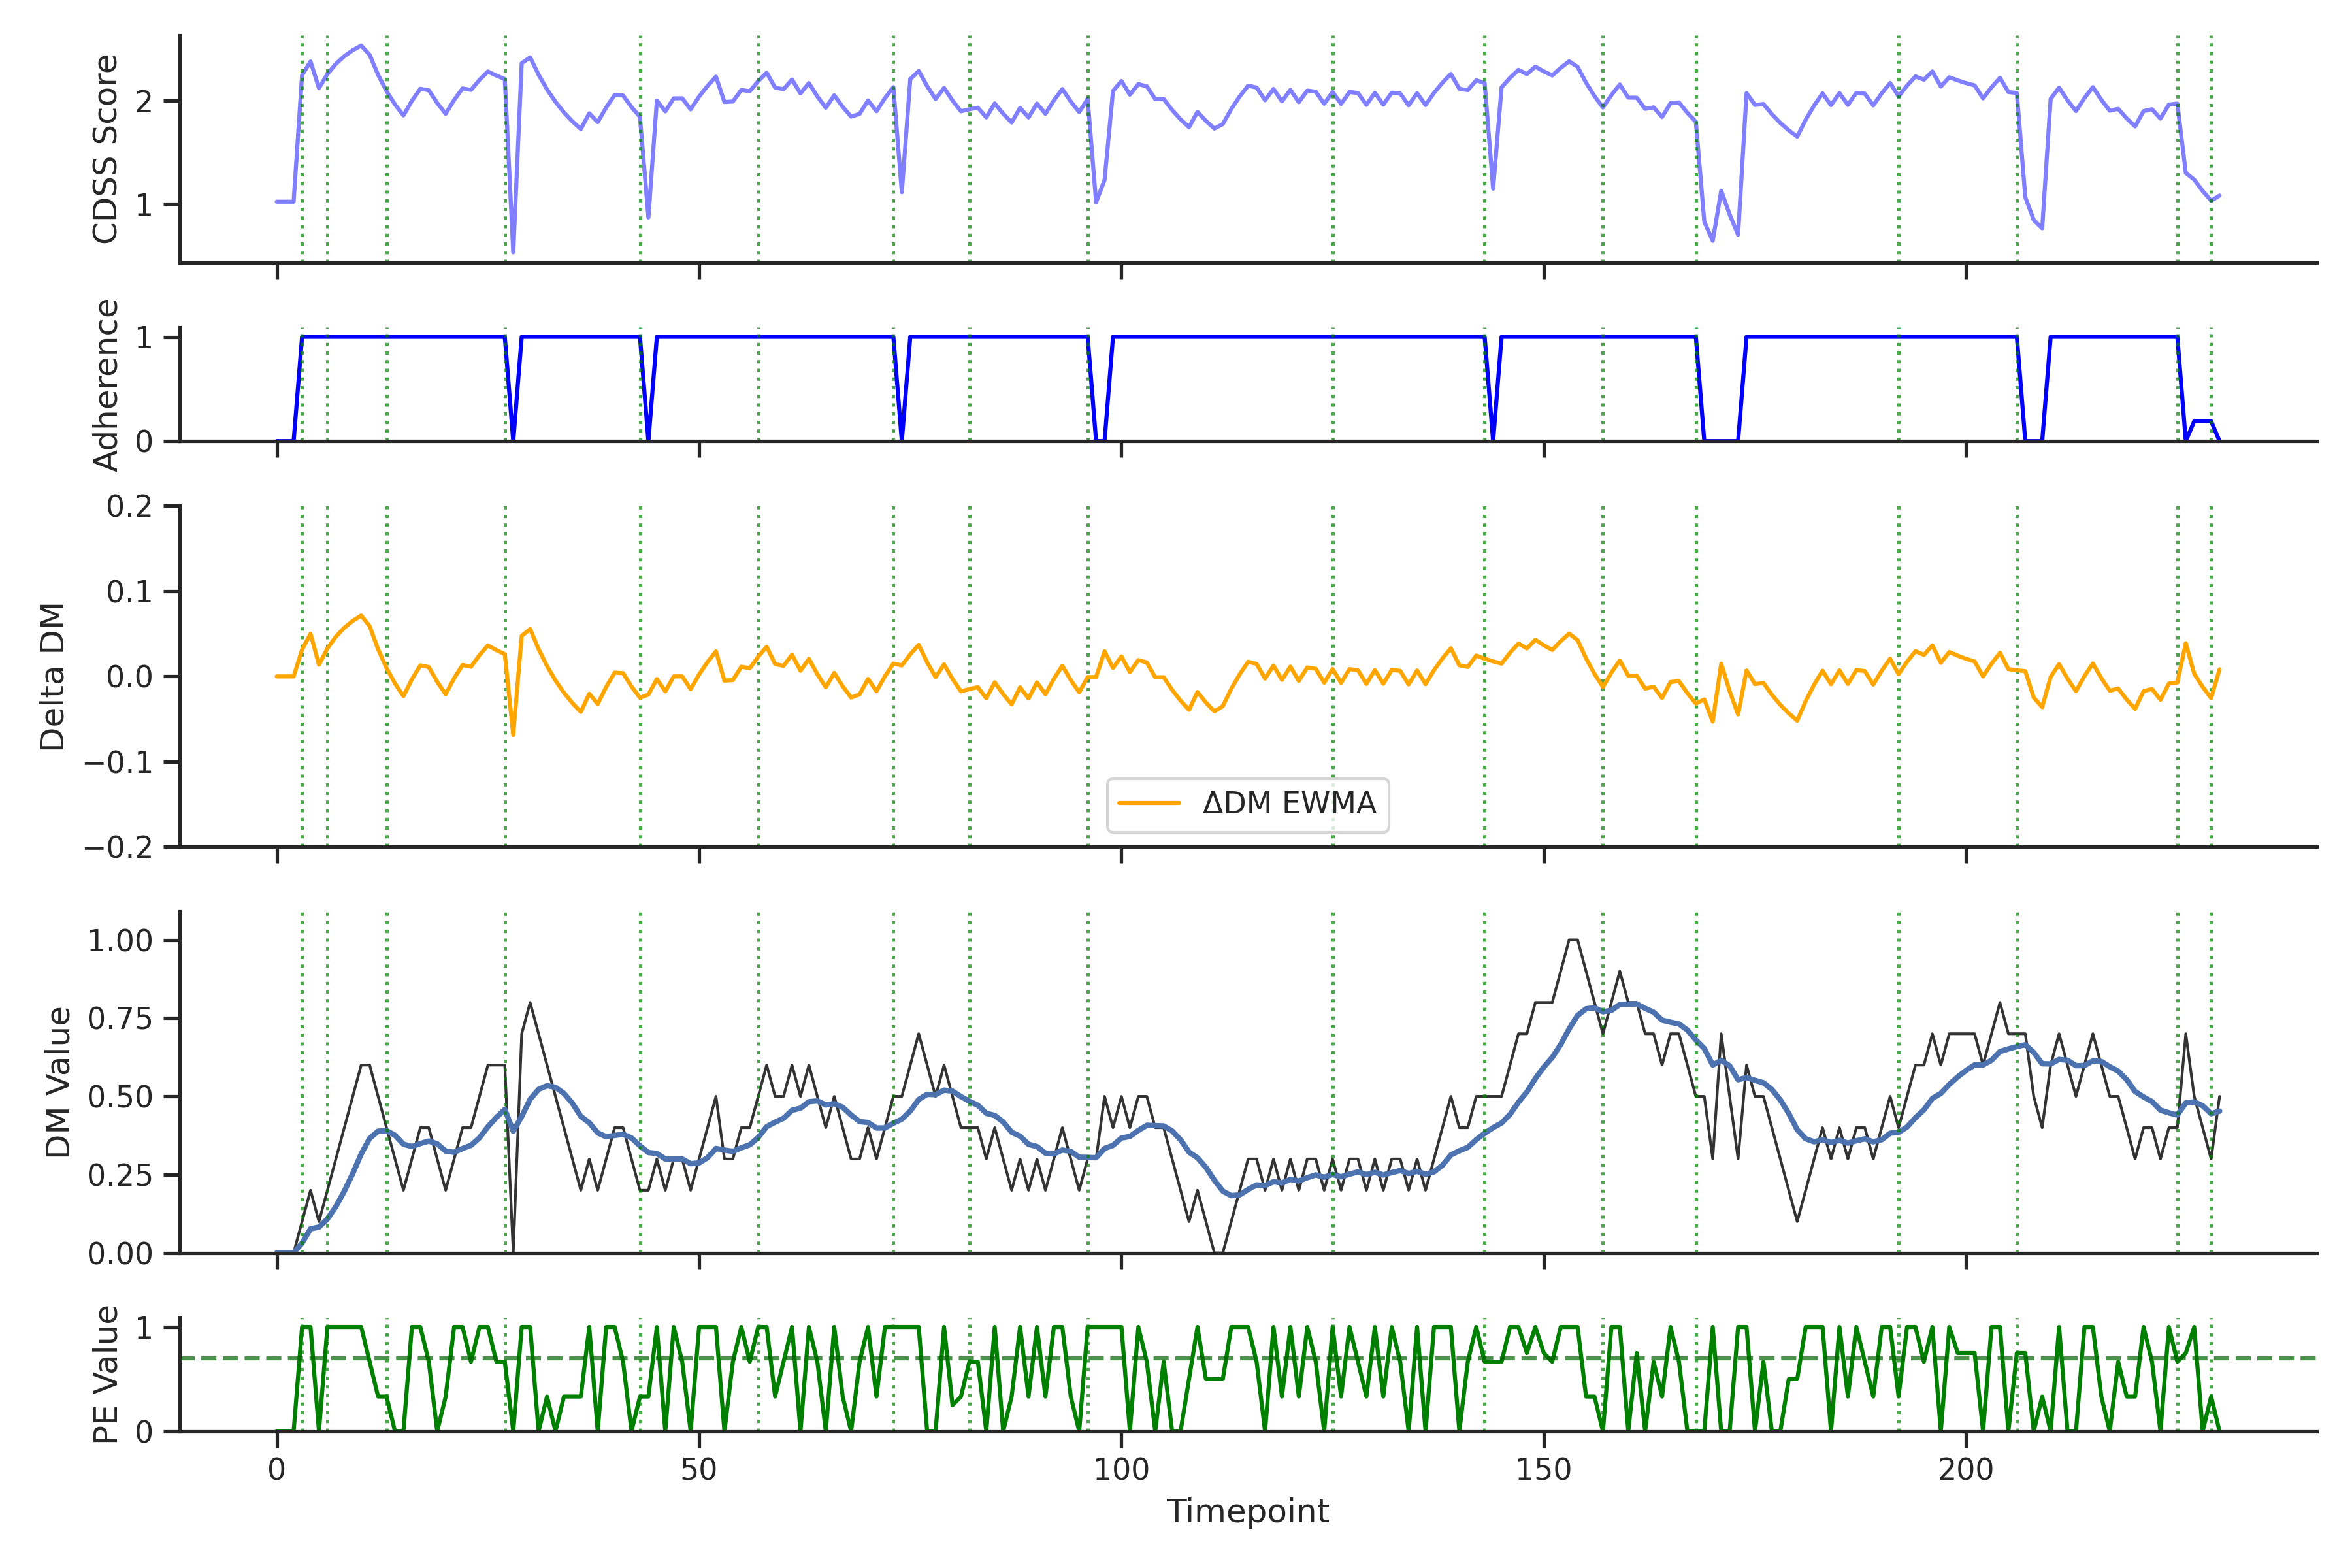 CDSS Score
2
1
Adherence
1
0
Delta DM
0.2
0.1
0.0
−0.1
−0.2
ΔDM EWMA
DM Value
1.00
0.75
0.50
0.25
0.00
PE Value
1
0
0 50 100 150 200
Timepoint